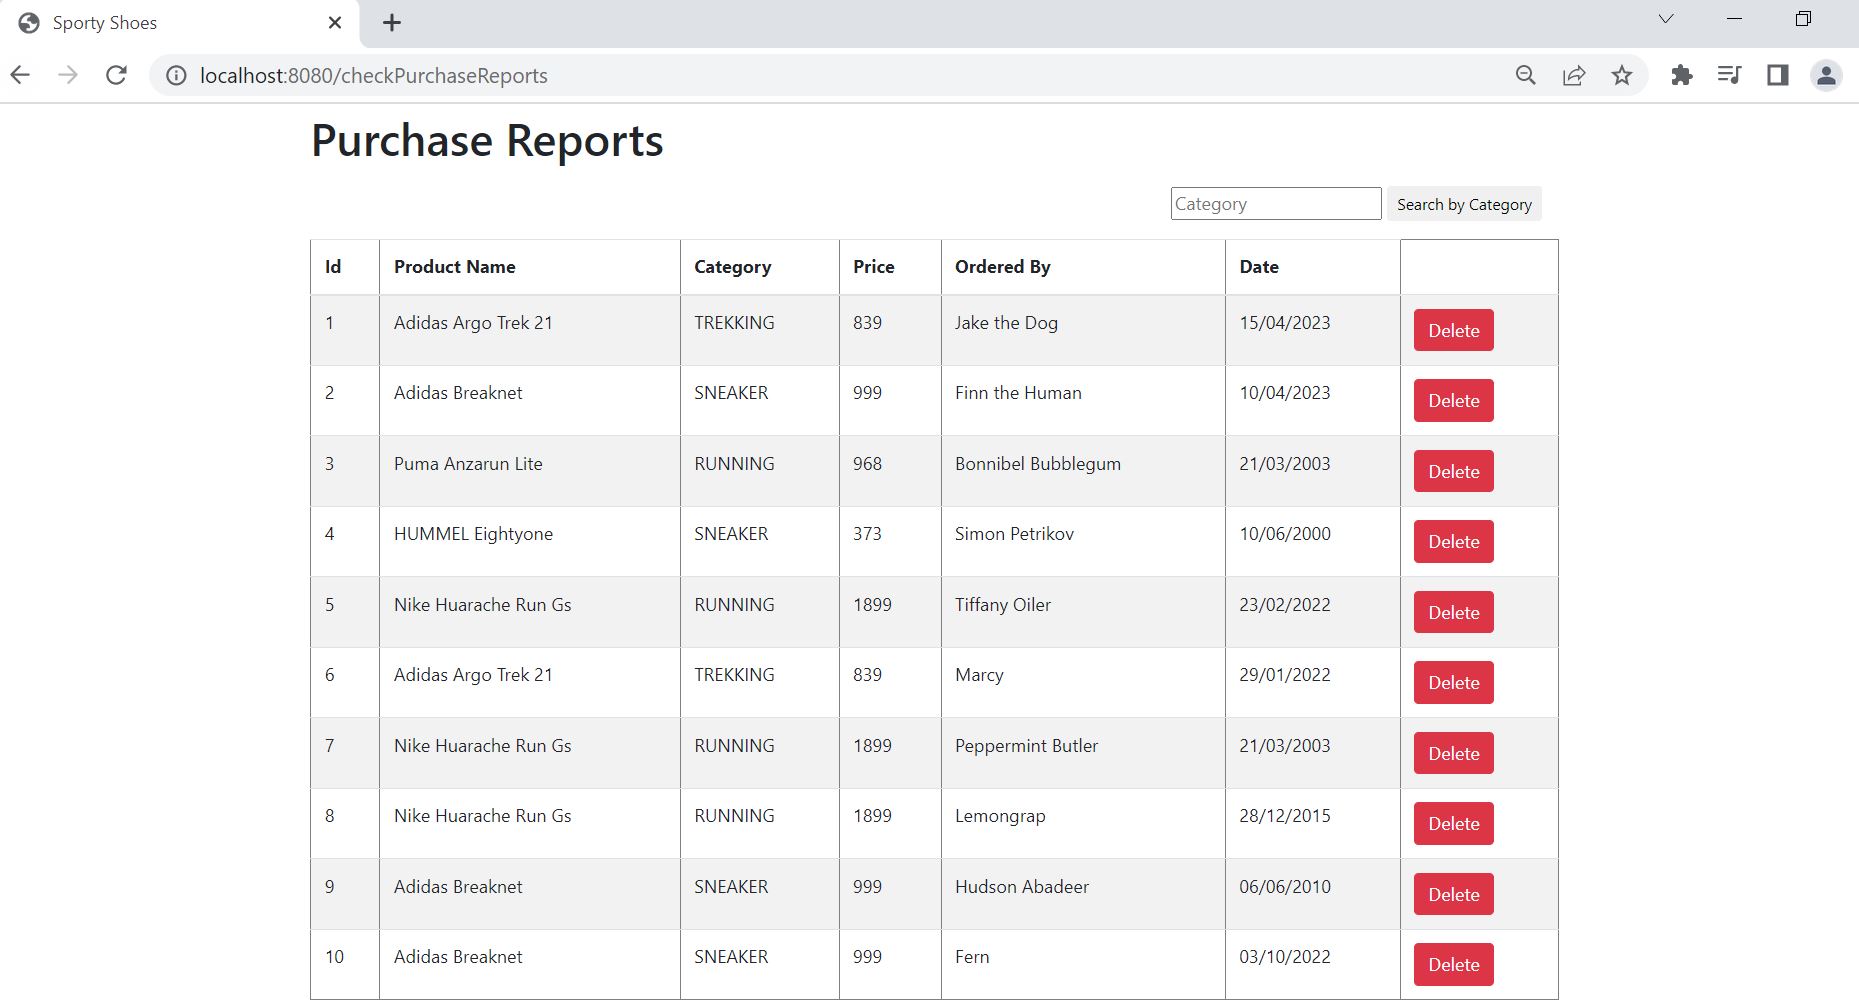 Sporty Shoes
localhost:8080/checkPurchaseReports
Purchase Reports
Category Search by Category
Id Product Name Category Price Ordered By Date
1 Adidas Argo Trek 21 TREKKING 839 Jake the Dog 15/04/2023 Delete
2 Adidas Breaknet SNEAKER 999 Finn the Human 10/04/2023 Delete
3 Puma Anzarun Lite RUNNING 968 Bonnibel Bubblegum 21/03/2003 Delete
4 HUMMEL Eightyone SNEAKER 373 Simon Petrikov 10/06/2000 Delete
5 Nike Huarache Run Gs RUNNING 1899 Tiffany Oiler 23/02/2022 Delete
6 Adidas Argo Trek 21 TREKKING 839 Marcy 29/01/2022 Delete
7 Nike Huarache Run Gs RUNNING 1899 Peppermint Butler 21/03/2003 Delete
8 Nike Huarache Run Gs RUNNING 1899 Lemongrap 28/12/2015 Delete
9 Adidas Breaknet SNEAKER 999 Hudson Abadeer 06/06/2010 Delete
10 Adidas Breaknet SNEAKER 999 Fern 03/10/2022 Delete